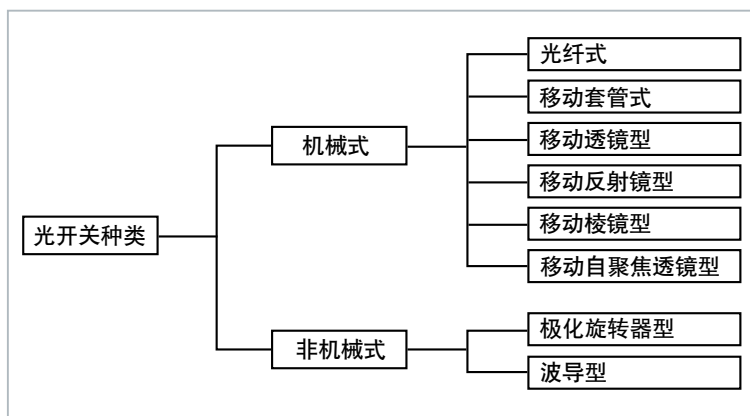 光开关种类
机械式
光纤式
移动套管式
移动透镜型
移动反射镜型
移动棱镜型
移动自聚焦透镜型
非机械式
极化旋转器型
波导型